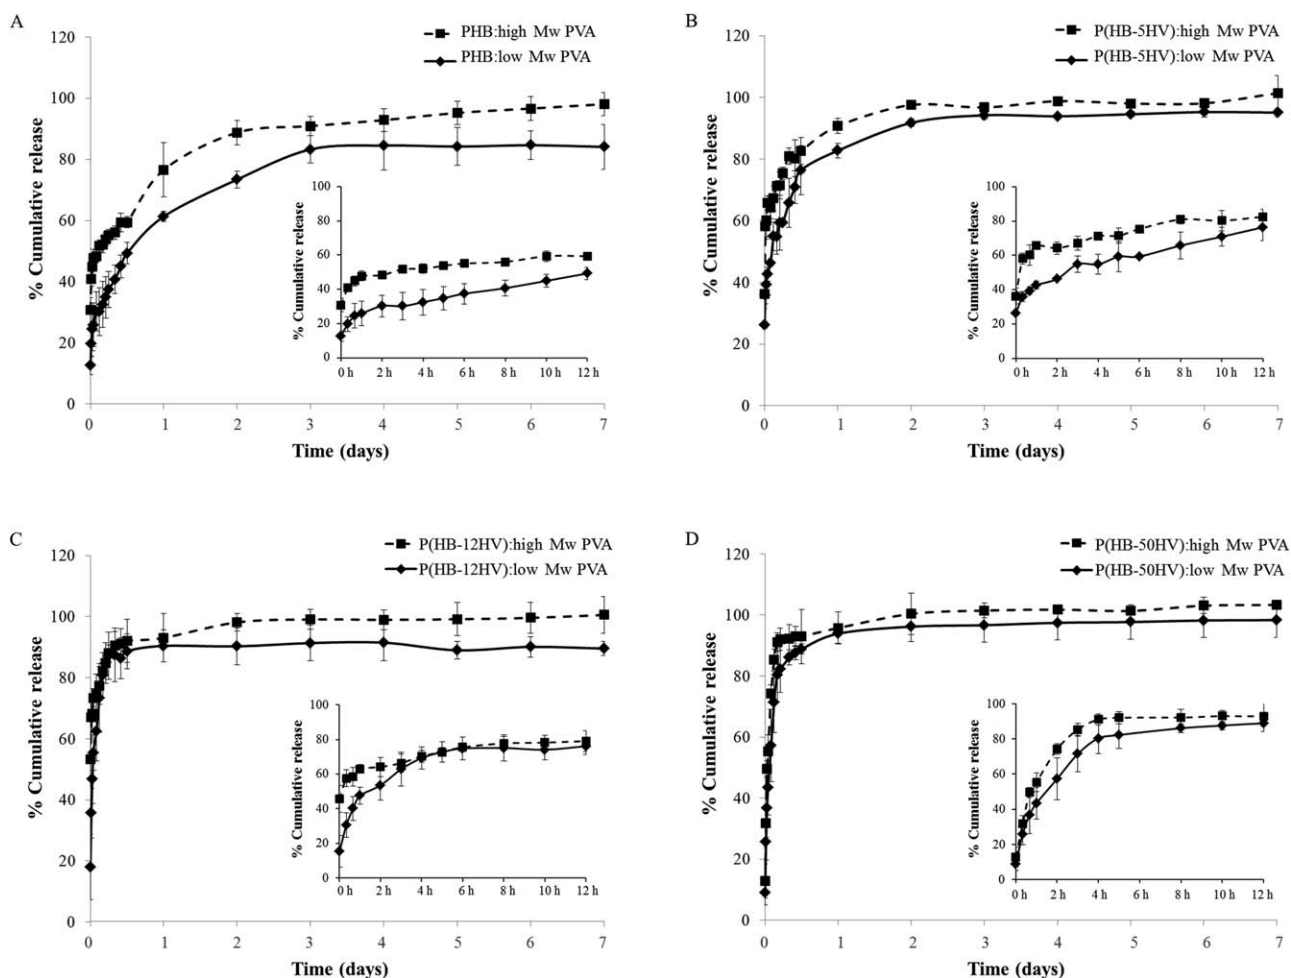 A
PHB:high Mw PVA
PHB:low Mw PVA
% Cumulative release
120
100
80
60
40
20
0
0 1 2 3 4 5 6 7
Time (days)
% Cumulative release
100
80
60
40
20
0
0 h 2 h 4 h 6 h 8 h 10 h 12 h
B
P(HB-5HV):high Mw PVA
P(HB-5HV):low Mw PVA
% Cumulative release
120
100
80
60
40
20
0
0 1 2 3 4 5 6 7
Time (days)
% Cumulative release
100
80
60
40
20
0
0 h 2 h 4 h 6 h 8 h 10 h 12 h
C
P(HB-12HV):high Mw PVA
P(HB-12HV):low Mw PVA
% Cumulative release
120
100
80
60
40
20
0
0 1 2 3 4 5 6 7
Time (days)
% Cumulative release
100
80
60
40
20
0
0 h 2 h 4 h 6 h 8 h 10 h 12 h
D
P(HB-50HV):high Mw PVA
P(HB-50HV):low Mw PVA
% Cumulative release
120
100
80
60
40
20
0
0 1 2 3 4 5 6 7
Time (days)
% Cumulative release
100
80
60
40
20
0
0 h 2 h 4 h 6 h 8 h 10 h 12 h